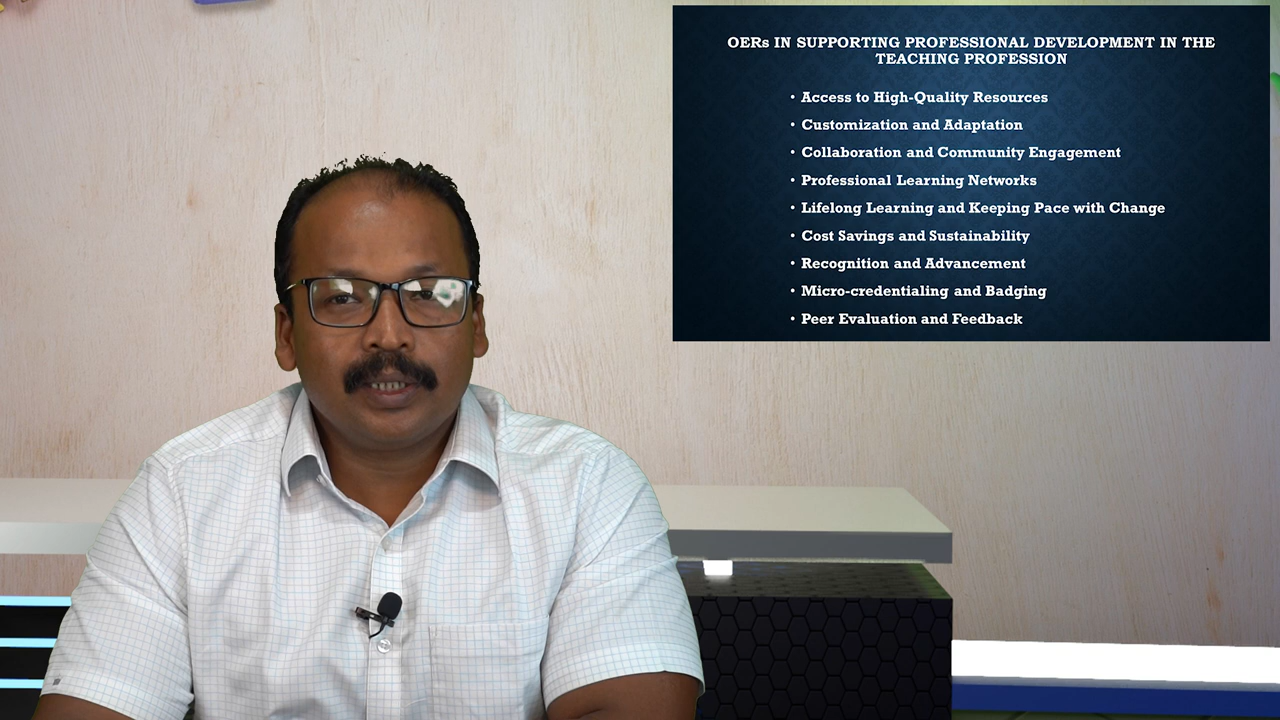 OERs IN SUPPORTING PROFESSIONAL DEVELOPMENT IN THE
TEACHING PROFESSION
• Access to High-Quality Resources
• Customization and Adaptation
• Collaboration and Community Engagement
• Professional Learning Networks
• Lifelong Learning and Keeping Pace with Change
• Cost Savings and Sustainability
• Recognition and Advancement
• Micro-credentialing and Badging
• Peer Evaluation and Feedback